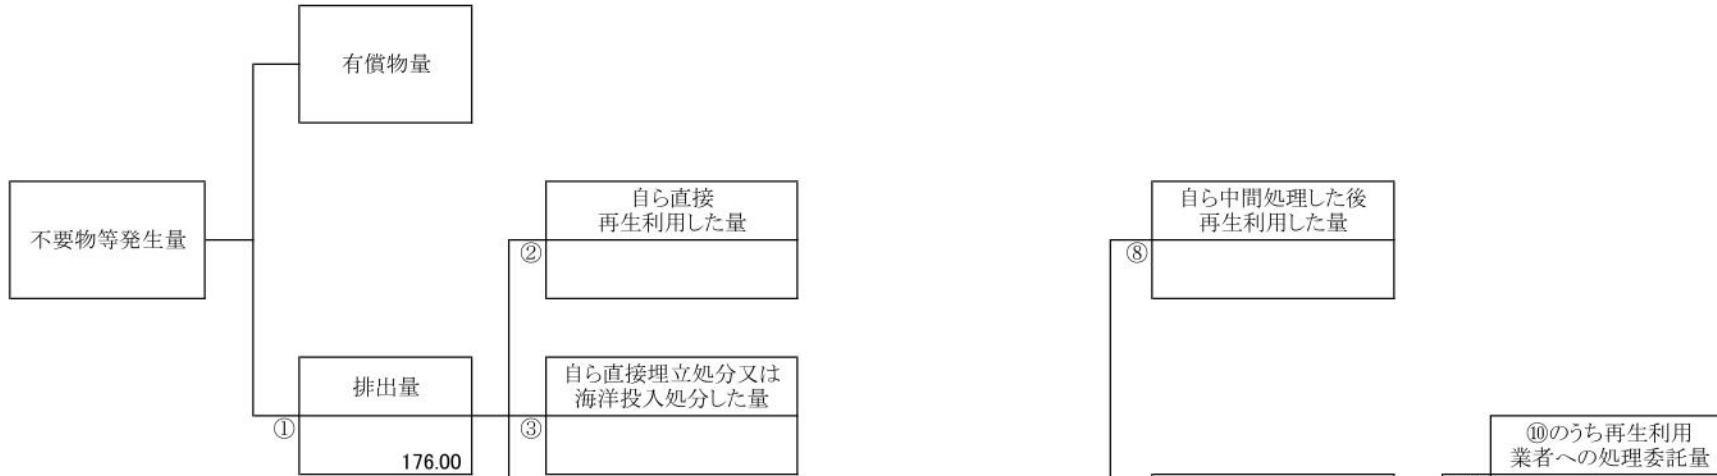 有償物量
不要物等発生量
自ら直接
再生利用した量
②
自ら中間処理した後
再生利用した量
⑧
排出量
①
176.00
自ら直接埋立処分又は
海洋投入処分した量
③
⑩のうち再生利用
業者への処理委託量